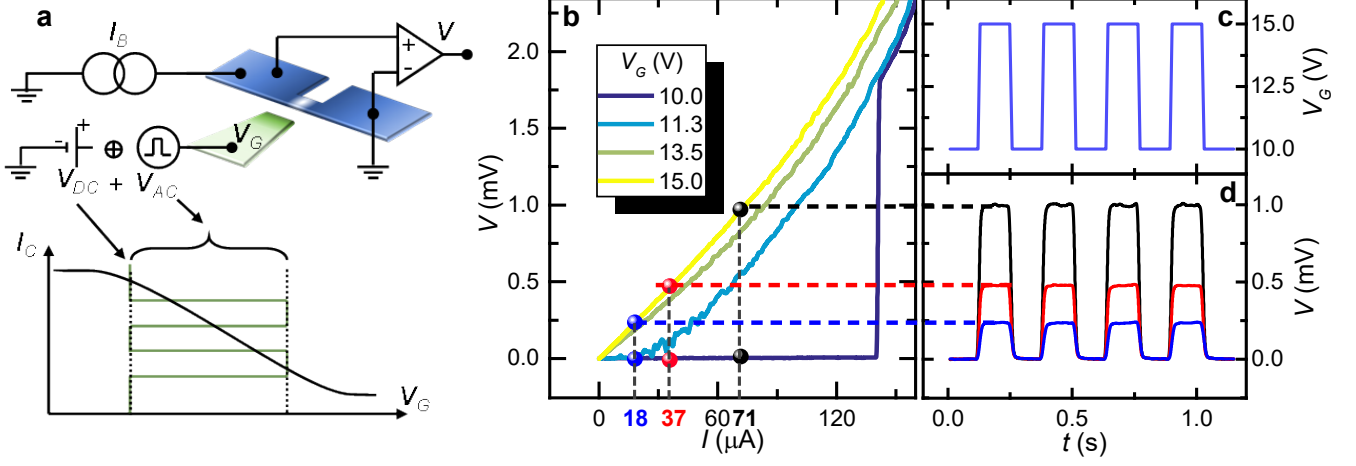 a
I_B
V
+
-
- +
⊕
V_G
V_DC + V_AC
I_C
V_G
b
V (mV)
2.0
1.5
1.0
0.5
0.0
V_G (V)
10.0
11.3
13.5
15.0
0 18 37 60 71 120
I (μA)
c
15.0
12.5
10.0
V_G (V)
d
1.0
0.5
0.0
V (mV)
0.0 0.5 1.0
t (s)